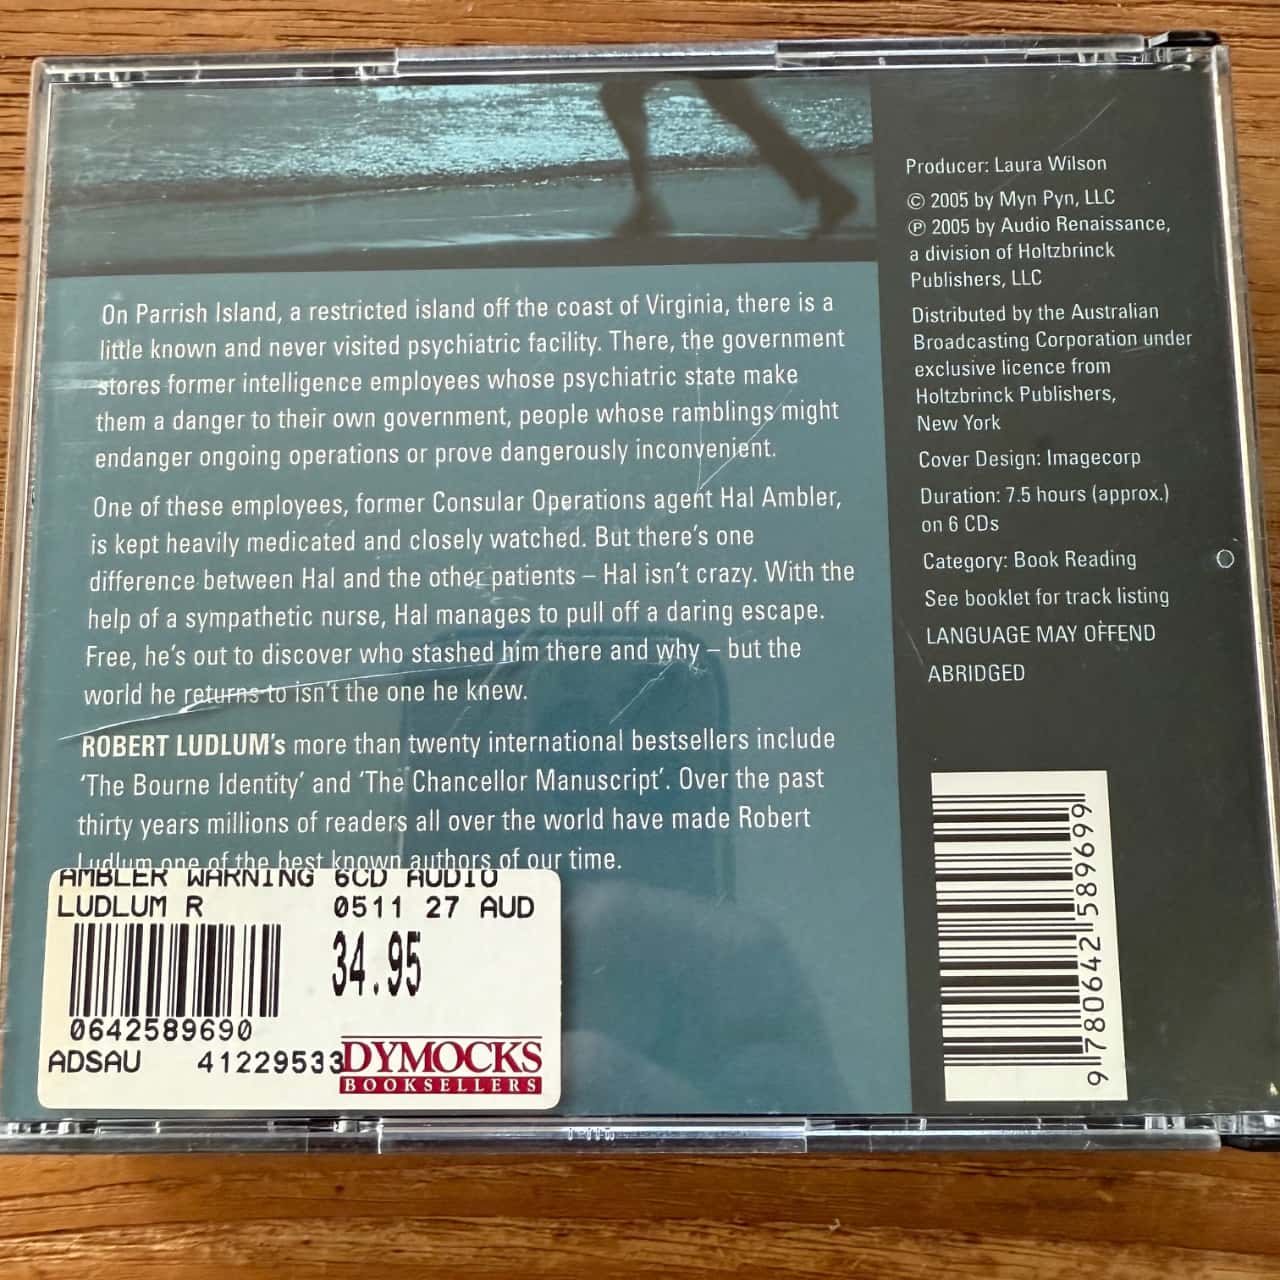 On Parrish Island, a restricted island off the coast of Virginia, there is a
little known and never visited psychiatric facility. There, the government
stores former intelligence employees whose psychiatric state make
them a danger to their own government, people whose ramblings might
endanger ongoing operations or prove dangerously inconvenient.
One of these employees, former Consular Operations agent Hal Ambler,
is kept heavily medicated and closely watched. But there's one
difference between Hal and the other patients – Hal isn't crazy. With the
help of a sympathetic nurse, Hal manages to pull off a daring escape.
Free, he's out to discover who stashed him there and why – but the
world he returns to isn't the one he knew.
ROBERT LUDLUM's more than twenty international bestsellers include
'The Bourne Identity' and 'The Chancellor Manuscript'. Over the past
thirty years millions of readers all over the world have made Robert
Ludlum one of the best known authors of our time.
AMBLER WARNING 6CD AUDIO
LUDLUM R 0511 27 AUD
34.95
0642589690
ADSAU 41229533
DYMOCKS
BOOKSELLERS
Producer: Laura Wilson
© 2005 by Myn Pyn, LLC
℗ 2005 by Audio Renaissance,
a division of Holtzbrinck
Publishers, LLC
Distributed by the Australian
Broadcasting Corporation under
exclusive licence from
Holtzbrinck Publishers,
New York
Cover Design: Imagecorp
Duration: 7.5 hours (approx.)
on 6 CDs
Category: Book Reading
See booklet for track listing
LANGUAGE MAY OFFEND
ABRIDGED
9 780642 589699